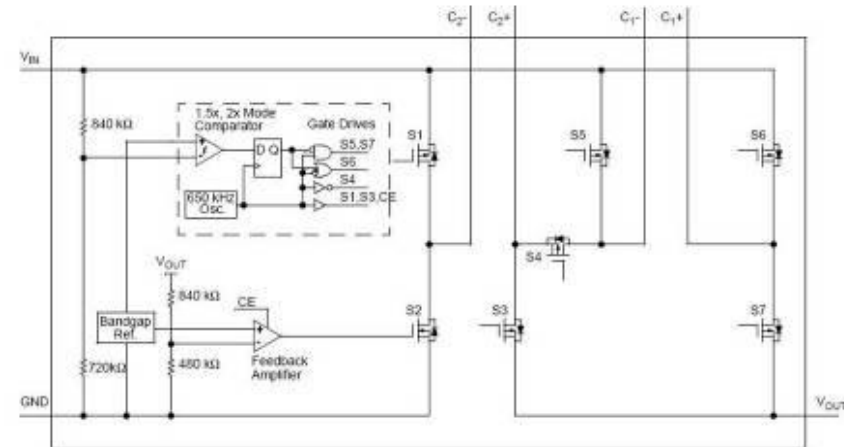 C2- C2+ C1- C1+
VIN
1.5x, 2x Mode
Comparator
Gate Drives
840 kΩ
D Q
S5,S7
S6
S4
S1,S3,CE
650 kHz
Osc.
S1
S5
S6
S4
VOUT
840 kΩ
CE
S2
S3
S7
Bandgap
Ref.
Feedback
Amplifier
720kΩ
480 kΩ
GND
VOUT